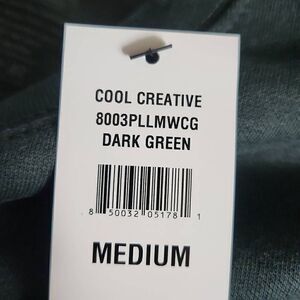 COOL CREATIVE
8003PLLMWCG
DARK GREEN
8 50032 05178 1
MEDIUM